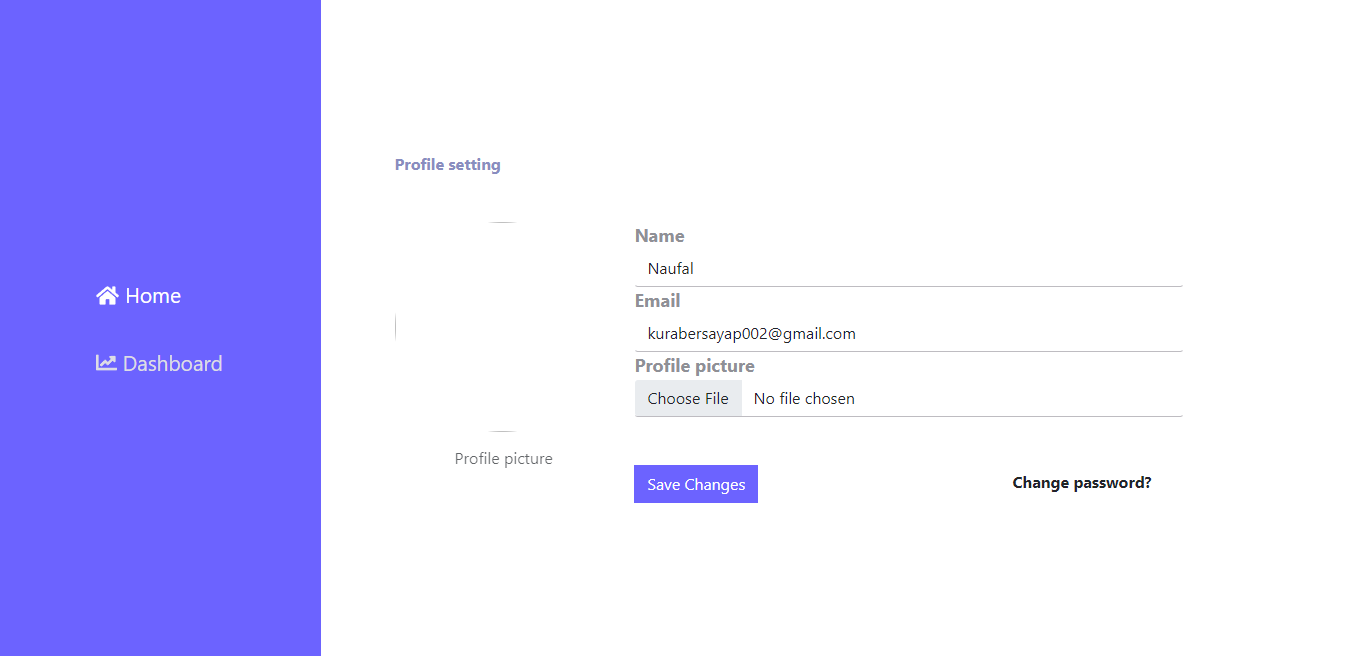 Home
Dashboard
Profile setting
Profile picture
Name
Naufal
Email
kurabersayap002@gmail.com
Profile picture
Choose File No file chosen
Save Changes
Change password?